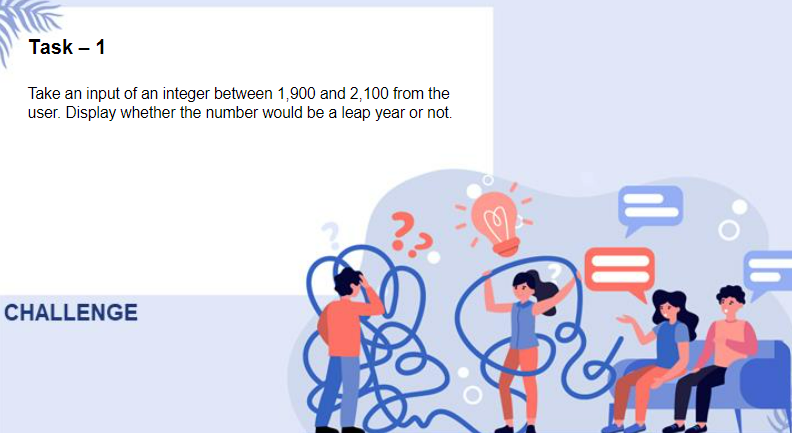 Task – 1
Take an input of an integer between 1,900 and 2,100 from the
user. Display whether the number would be a leap year or not.
? ? ?
?
CHALLENGE